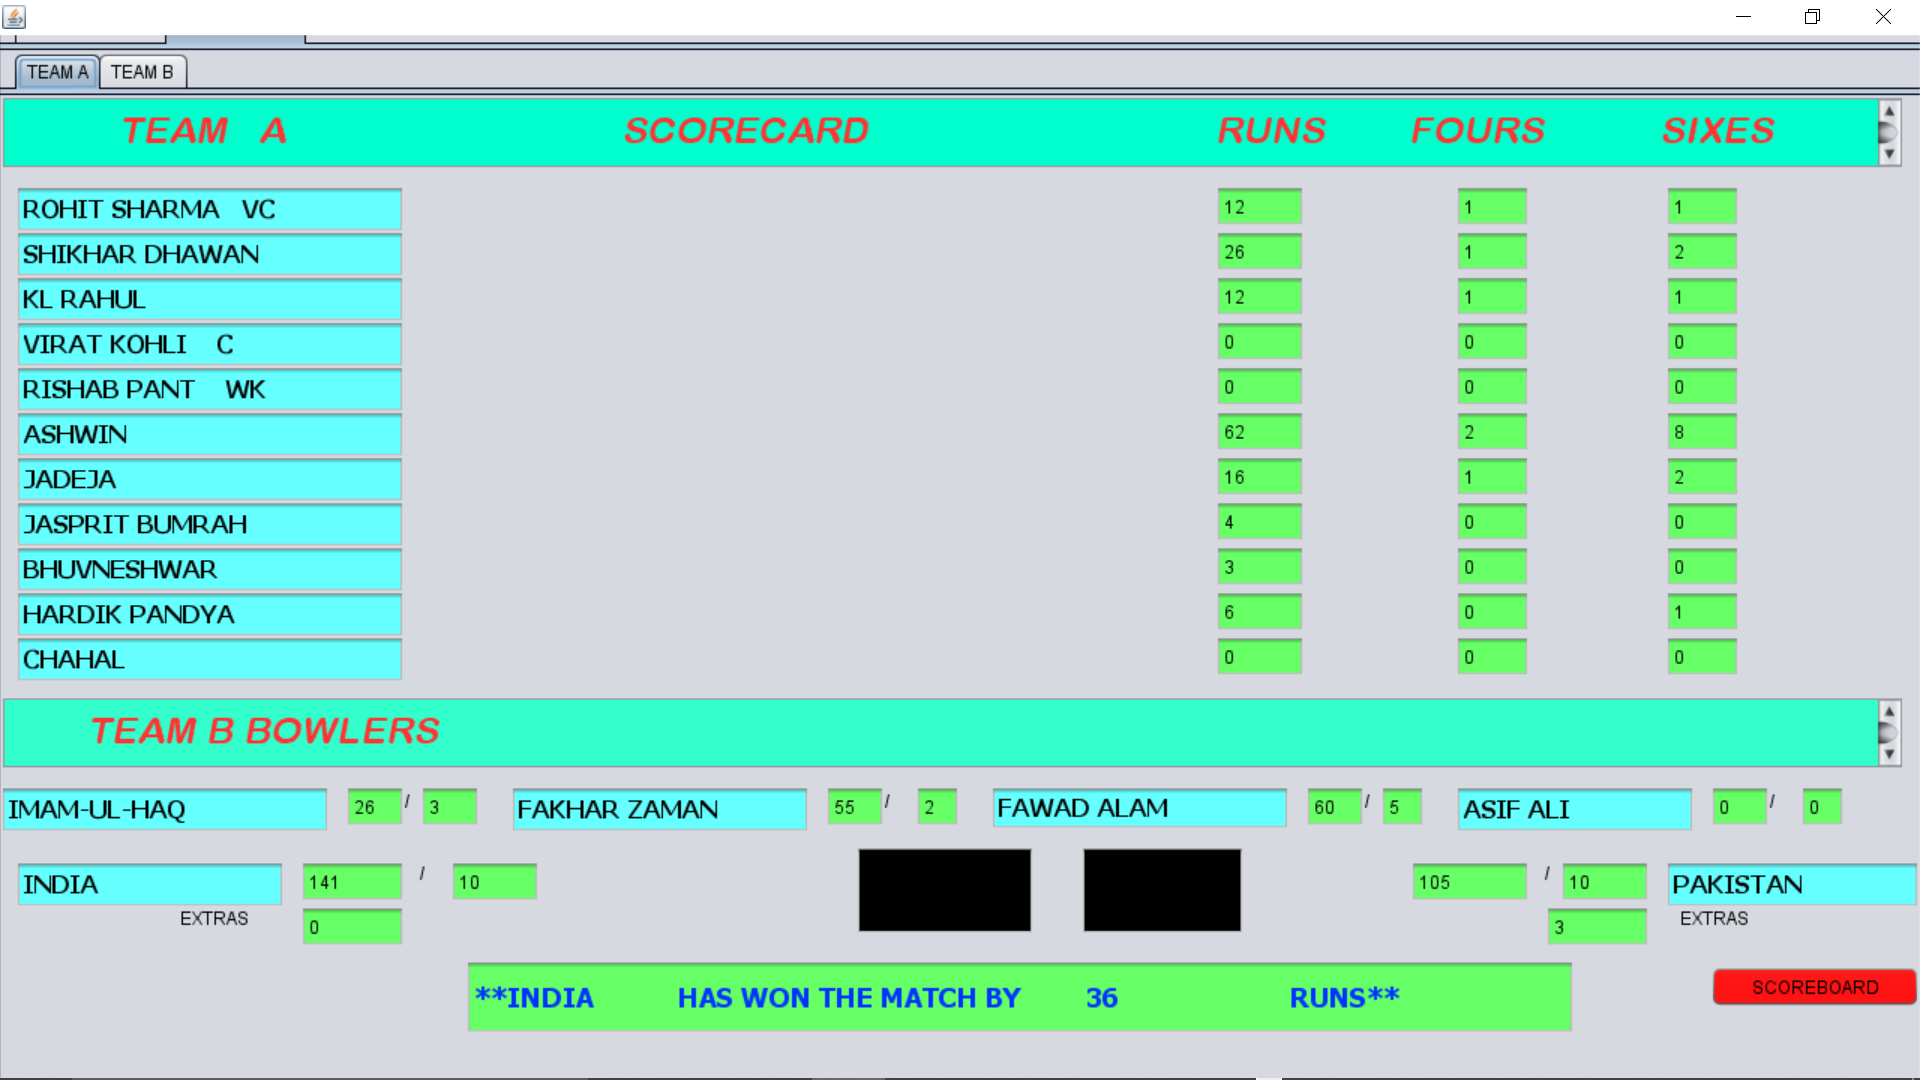 TEAM A TEAM B
TEAM A SCORECARD RUNS FOURS SIXES
ROHIT SHARMA VC 12 1 1
SHIKHAR DHAWAN 26 1 2
KL RAHUL 12 1 1
VIRAT KOHLI C 0 0 0
RISHAB PANT WK 0 0 0
ASHWIN 62 2 8
JADEJA 16 1 2
JASPRIT BUMRAH 4 0 0
BHUVNESHWAR 3 0 0
HARDIK PANDYA 6 0 1
CHAHAL 0 0 0
TEAM B BOWLERS
IMAM-UL-HAQ 26 / 3 FAKHAR ZAMAN 55 / 2 FAWAD ALAM 60 / 5 ASIF ALI 0 / 0
INDIA 141 / 10 105 / 10 PAKISTAN
EXTRAS 0 3 EXTRAS
**INDIA HAS WON THE MATCH BY 36 RUNS**
SCOREBOARD